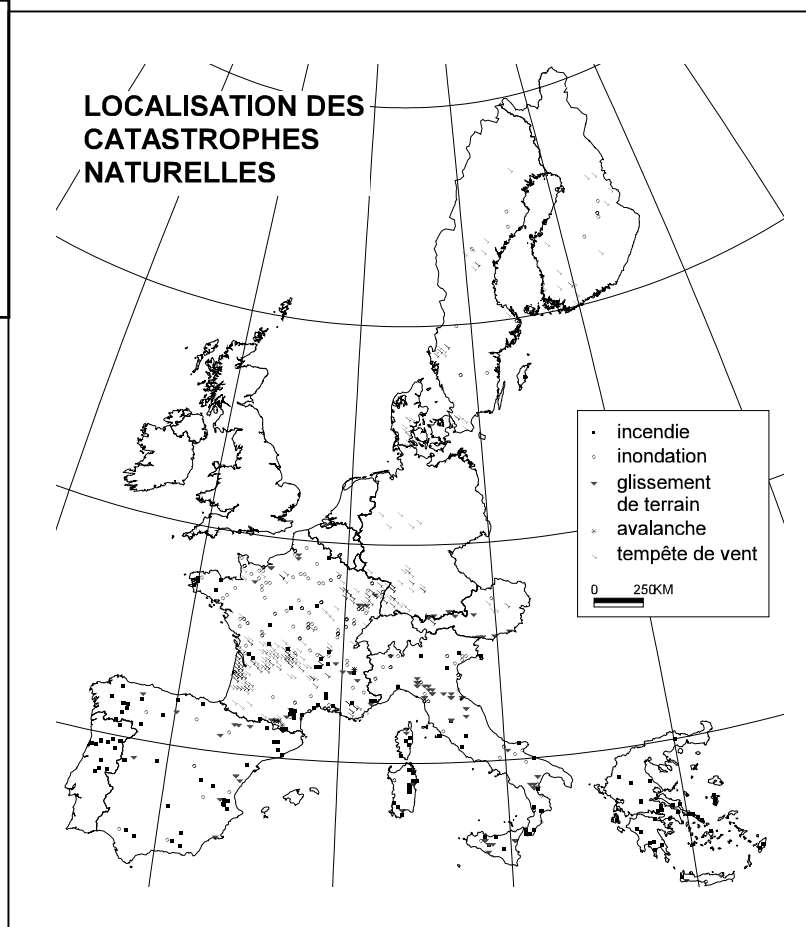 LOCALISATION DES
CATASTROPHES
NATURELLES
incendie
inondation
glissement
de terrain
avalanche
tempête de vent
0 250KM